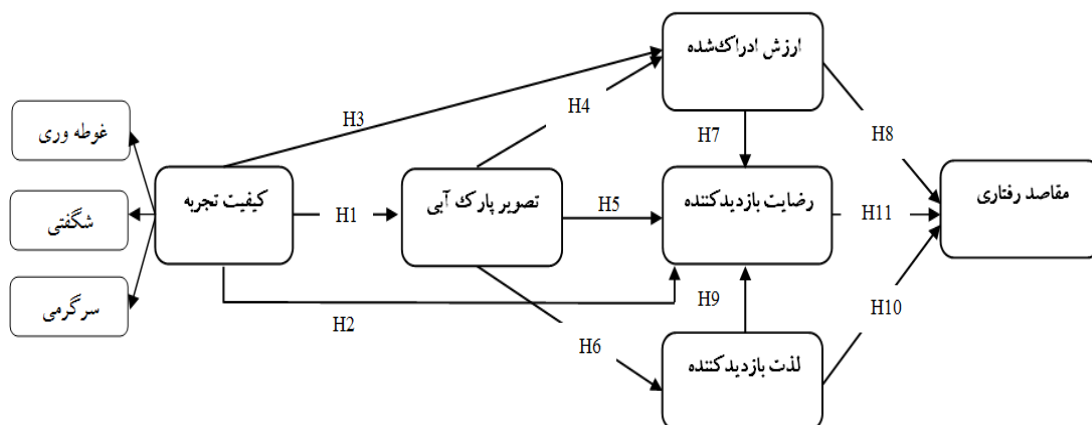 ارزش ادراک‌شده
H4
H3
H7
H8
غوطه وری
کیفیت تجربه
تصویر پارک آبی
رضایت بازدیدکننده
مقاصد رفتاری
شگفتی
H1
H5
H11
سرگرمی
H2
H9
H10
H6
لذت بازدیدکننده